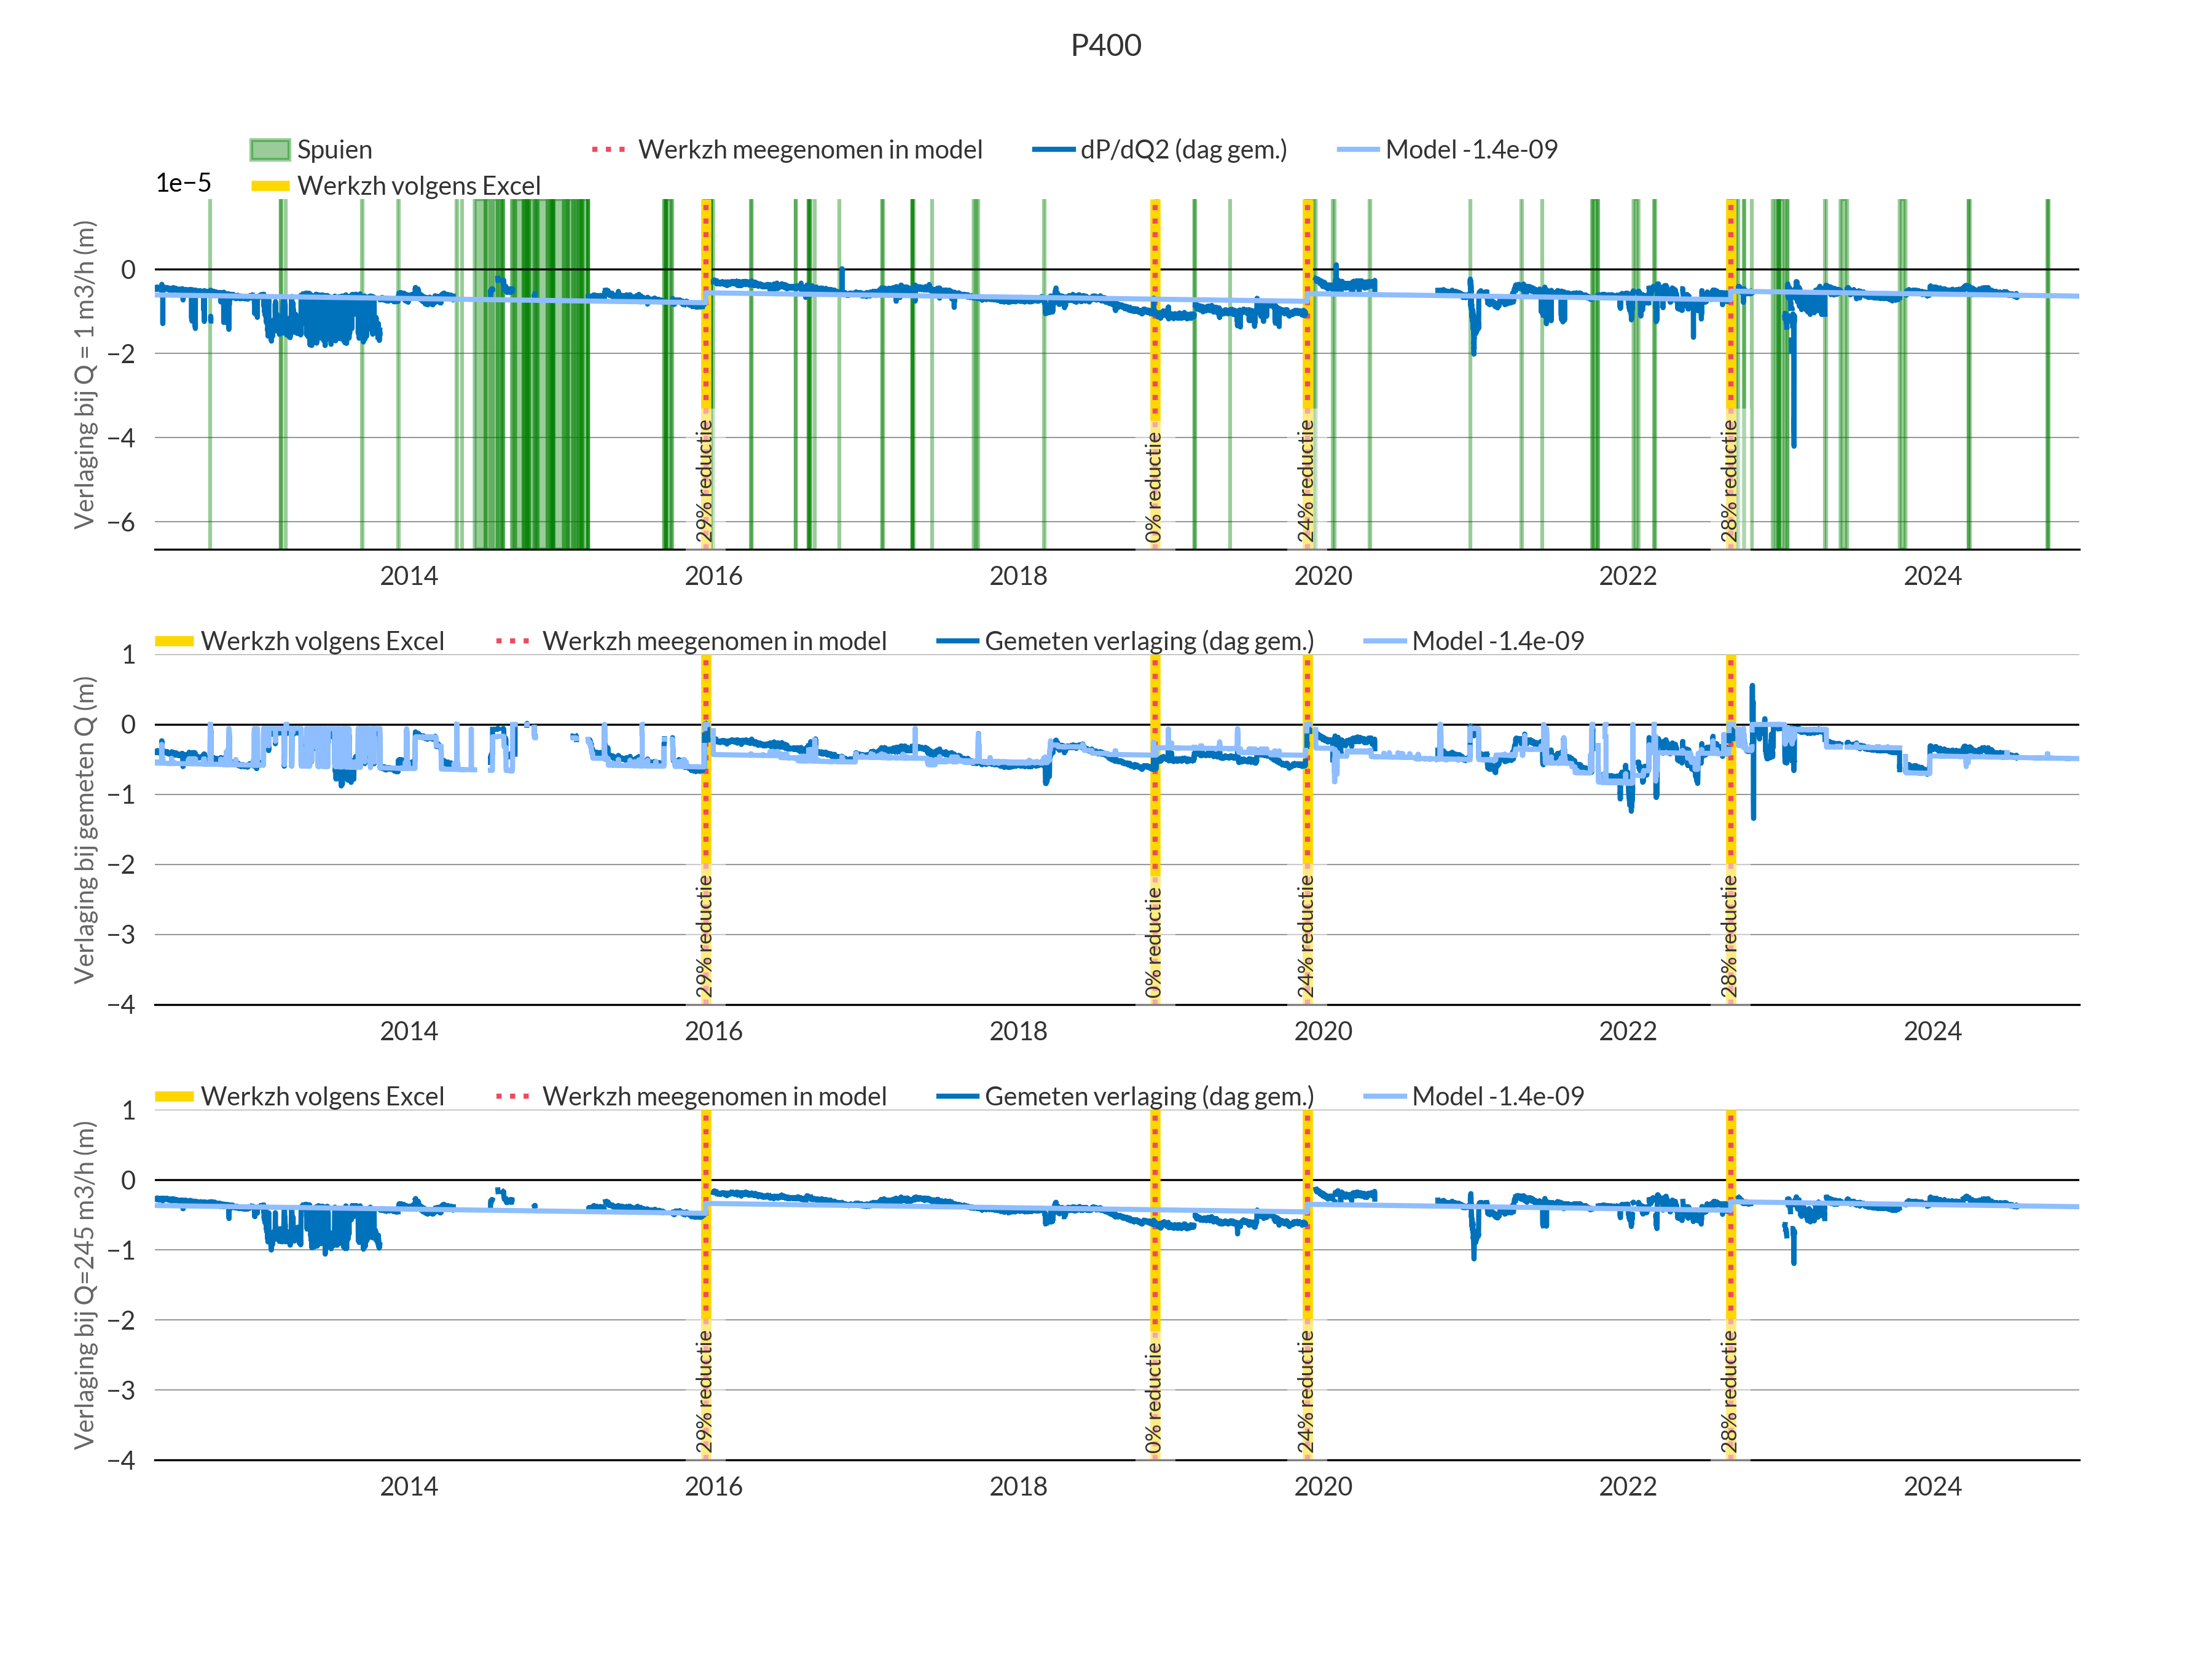 P400
Spuien
Werkzh meegenomen in model
dP/dQ2 (dag gem.)
Model -1.4e-09
Werkzh volgens Excel
1e−5
Verlaging bij Q = 1 m3/h (m)
0
−2
−4
−6
29% reductie
0% reductie
24% reductie
28% reductie
2014 2016 2018 2020 2022 2024
Werkzh volgens Excel
Werkzh meegenomen in model
Gemeten verlaging (dag gem.)
Model -1.4e-09
Verlaging bij gemeten Q (m)
1
0
−1
−2
−3
−4
29% reductie
0% reductie
24% reductie
28% reductie
2014 2016 2018 2020 2022 2024
Werkzh volgens Excel
Werkzh meegenomen in model
Gemeten verlaging (dag gem.)
Model -1.4e-09
Verlaging bij Q=245 m3/h (m)
1
0
−1
−2
−3
−4
29% reductie
0% reductie
24% reductie
28% reductie
2014 2016 2018 2020 2022 2024